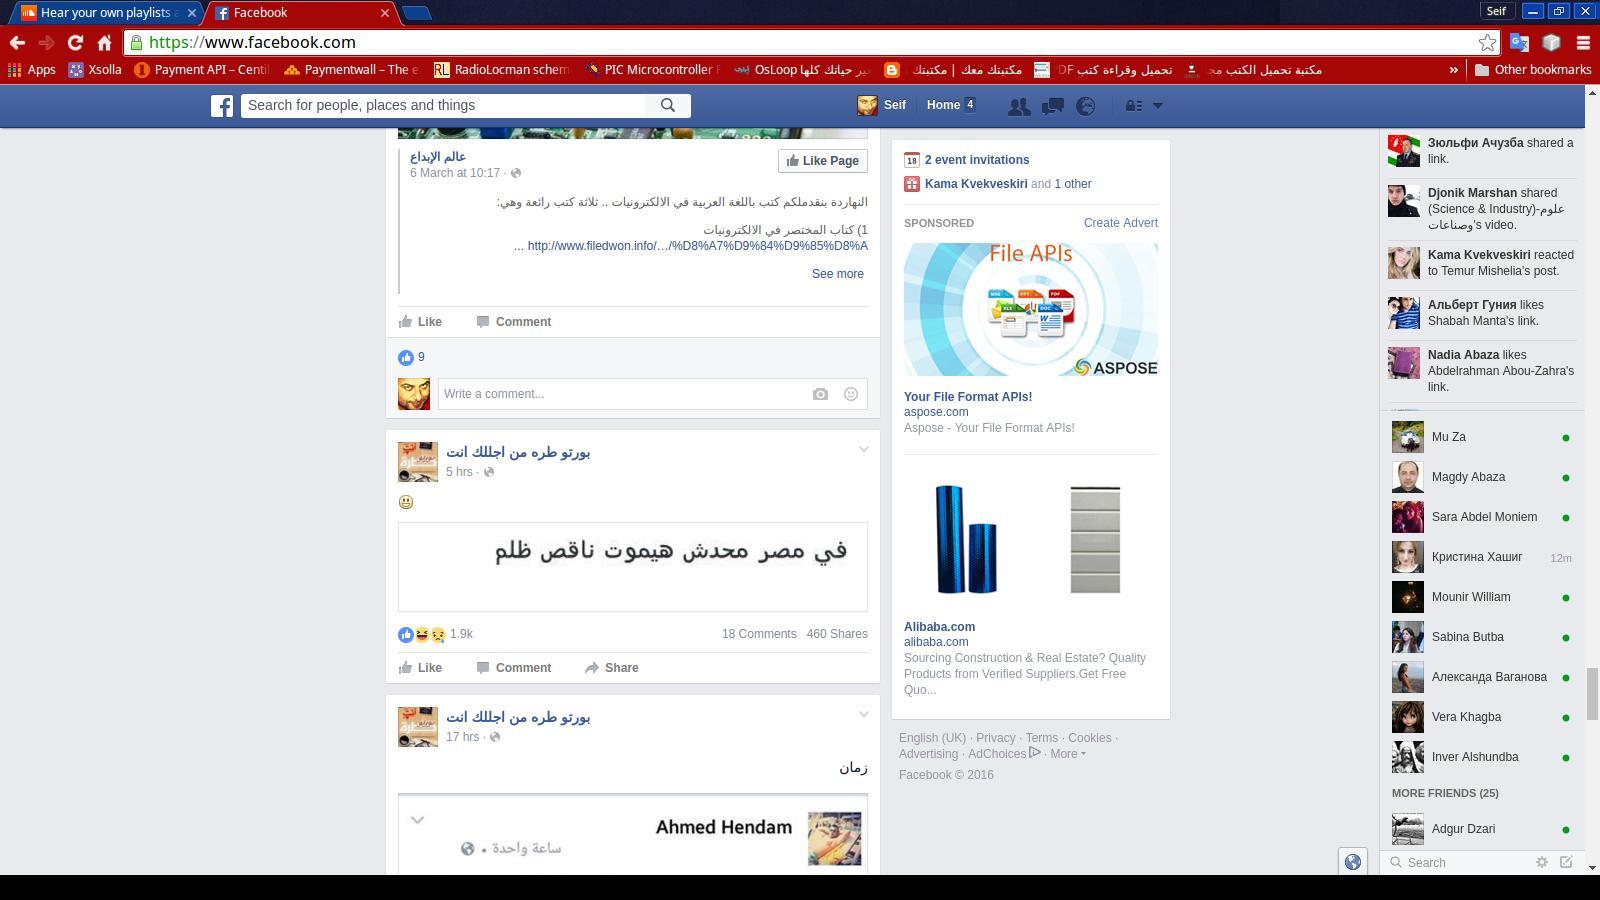 Hear your own playlists a
Facebook
Seif
https://www.facebook.com
Apps
Xsolla
Payment API – Centi
Paymentwall – The e
RadioLocman schem
PIC Microcontroller F
OsLoop غير حياتك كلها
مكتبتك معك | مكتبتك
تحميل وقراءة كتب DF
مكتبة تحميل الكتب مج
»
Other bookmarks
Search for people, places and things
Seif
Home 4
عالم الإبداع
6 March at 10:17 ·
Like Page
النهاردة بنقدملكم كتب باللغة العربية في الالكترونيات .. ثلاثة كتب رائعة وهي:
1) كتاب المختصر في الالكترونيات
... http://www.filedwon.info/…/%D8%A7%D9%84%D9%85%D8%A
See more
Like
Comment
9
Write a comment...
بورتو طره من اجللك انت
5 hrs ·
في مصر محدش هيموت ناقص ظلم
1.9k
18 Comments 460 Shares
Like
Comment
Share
بورتو طره من اجللك انت
17 hrs ·
زمان
Ahmed Hendam
ساعة واحدة •
18
2 event invitations
Kama Kvekveskiri and 1 other
SPONSORED
Create Advert
File APIs
ASPOSE
Your File Format APIs!
aspose.com
Aspose - Your File Format APIs!
Alibaba.com
alibaba.com
Sourcing Construction & Real Estate? Quality
Products from Verified Suppliers.Get Free
Quo...
English (UK) · Privacy · Terms · Cookies ·
Advertising · AdChoices · More
Facebook © 2016
Зюльфи Ачузба shared a
link.
Djonik Marshan shared
(Science & Industry)-علوم
وصناعات's video.
Kama Kvekveskiri reacted
to Temur Mishelia's post.
Альберт Гуния likes
Shabah Manta's link.
Nadia Abaza likes
Abdelrahman Abou-Zahra's
link.
Mu Za
Magdy Abaza
Sara Abdel Moniem
Кристина Хашиг 12m
Mounir William
Sabina Butba
Александа Ваганова
Vera Khagba
Inver Alshundba
MORE FRIENDS (25)
Adgur Dzari
Search